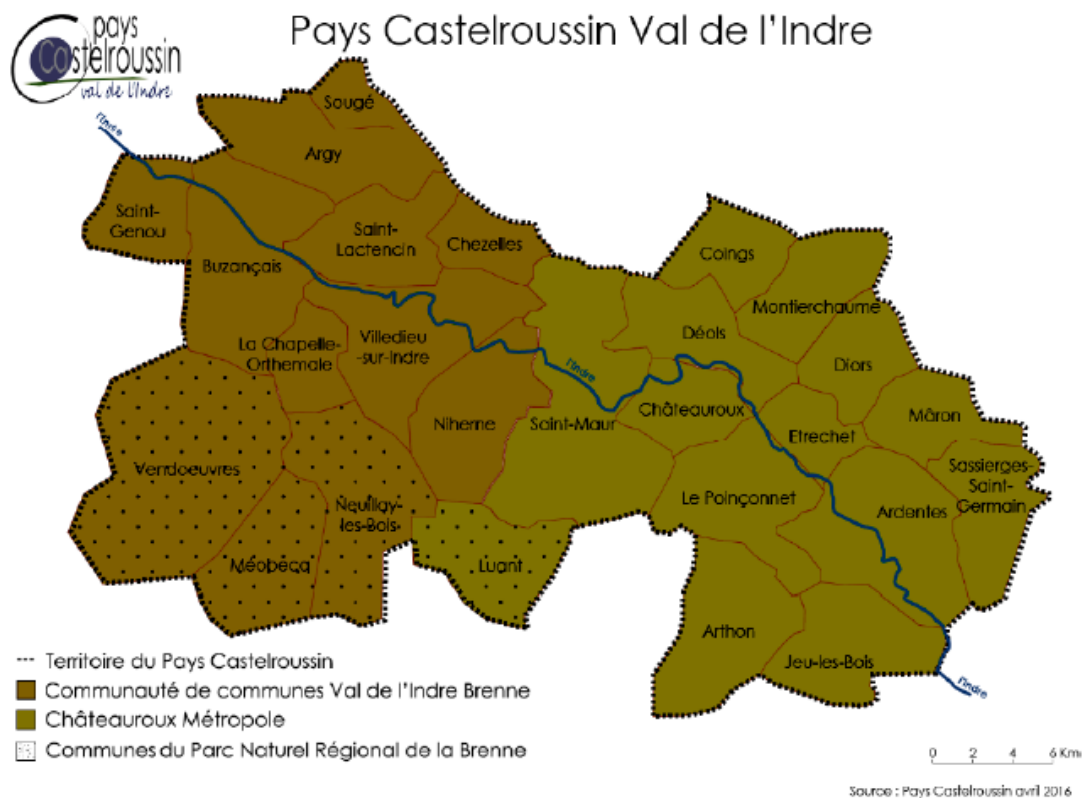 pays
Castelroussin
val de l'Indre
Pays Castelroussin Val de l'Indre
l'Indre
Sougé
Argy
Saint-
Genou
Saint-
Lactencin
Chezelles
Buzançais
Coings
Montierchaume
La Chapelle-
Orthemale
Villedieu
-sur-Indre
Déols
l'Indre
Diors
Niherne
Saint-Maur
Châteauroux
Etrechet
Mâron
Vendoeuvres
Neuillay-
les-Bois
Le Poinçonnet
Ardentes
Sassierges-
Saint-
Germain
Méobecq
Luant
Arthon
Jeu-les-Bois
l'Indre
Territoire du Pays Castelroussin
Communauté de communes Val de l'Indre Brenne
Châteauroux Métropole
Communes du Parc Naturel Régional de la Brenne
0 2 4 6 Km
Source : Pays Castelroussin avril 2016